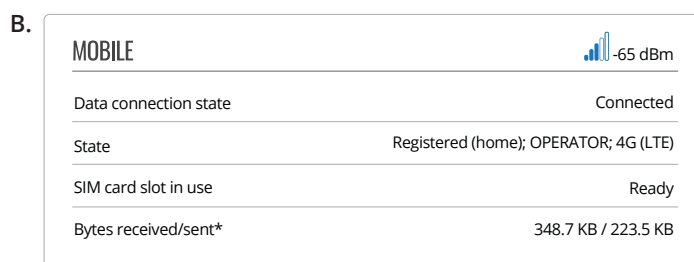 B.
MOBILE -65 dBm
Data connection state Connected
State Registered (home); OPERATOR; 4G (LTE)
SIM card slot in use Ready
Bytes received/sent* 348.7 KB / 223.5 KB